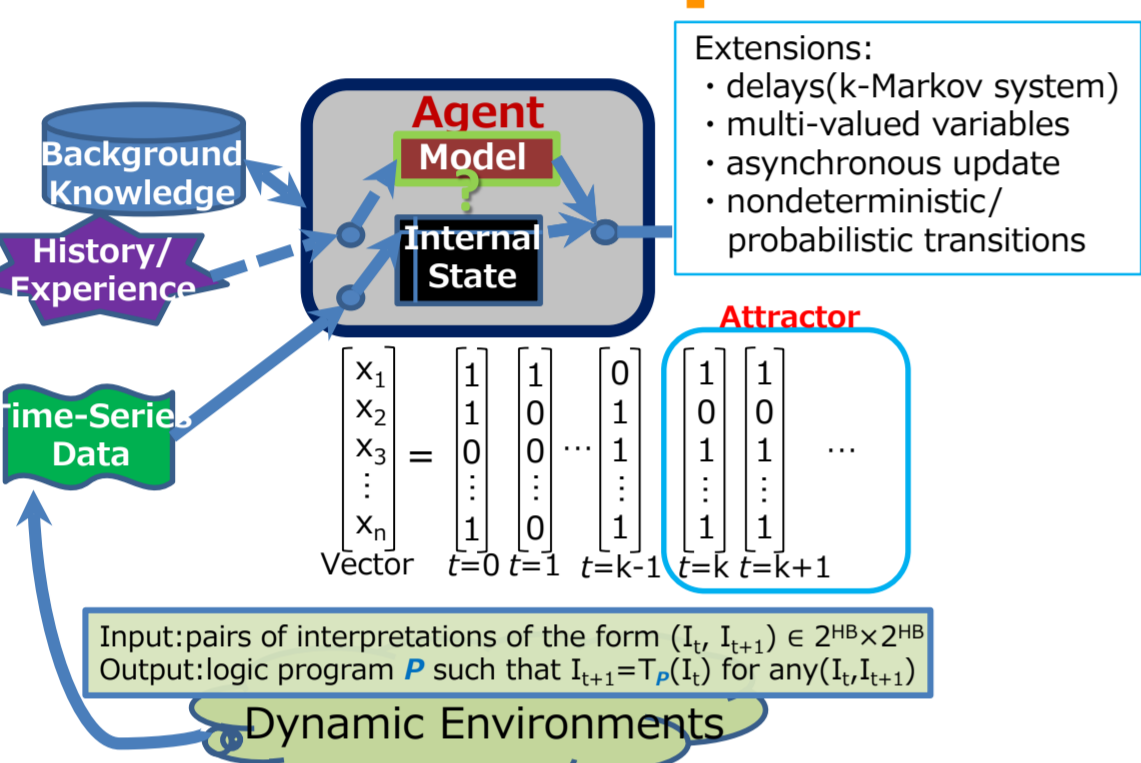 Extensions:
・delays(k-Markov system)
・multi-valued variables
・asynchronous update
・nondeterministic/
probabilistic transitions
Agent
Model
?
Internal
State
Background
Knowledge
History/
Experience
Time-Series
Data
Attractor
x₁ 1 1 0 1 1
x₂ 1 0 1 0 0
x₃ = 0 0 ⋯ 1 1 1 ⋯
⋮ ⋮ ⋮ ⋮ ⋮ ⋮
xₙ 1 0 1 1 1
Vector t=0 t=1 t=k-1 t=k t=k+1
Input:pairs of interpretations of the form (Iₜ, Iₜ₊₁) ∈ 2ᴴᴮ×2ᴴᴮ
Output:logic program P such that Iₜ₊₁=T_P(Iₜ) for any(Iₜ,Iₜ₊₁)
Dynamic Environments